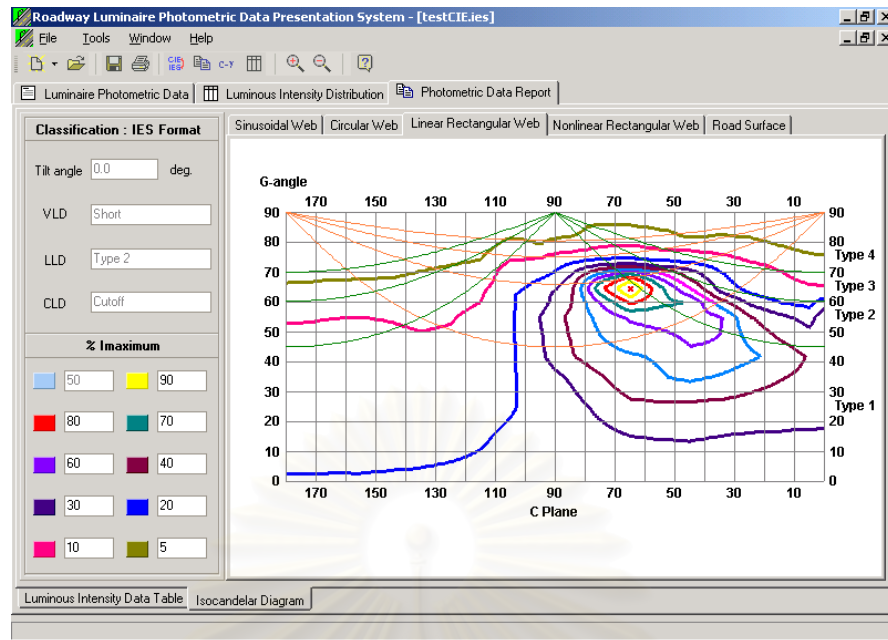 Roadway Luminaire Photometric Data Presentation System - [testCIE.ies]
File Tools Window Help
CIE IES C-γ
Luminaire Photometric Data Luminous Intensity Distribution Photometric Data Report
Classification : IES Format
Tilt angle 0.0 deg.
VLD Short
LLD Type 2
CLD Cutoff
% Imaximum
50 90
80 70
60 40
30 20
10 5
Sinusoidal Web Circular Web Linear Rectangular Web Nonlinear Rectangular Web Road Surface
G-angle
170 150 130 110 90 70 50 30 10
90 90
80 80
Type 4
70 70
Type 3
60 60
Type 2
50 50
40 40
30 30
Type 1
20 20
10 10
0 0
170 150 130 110 90 70 50 30 10
C Plane
Luminous Intensity Data Table Isocandelar Diagram